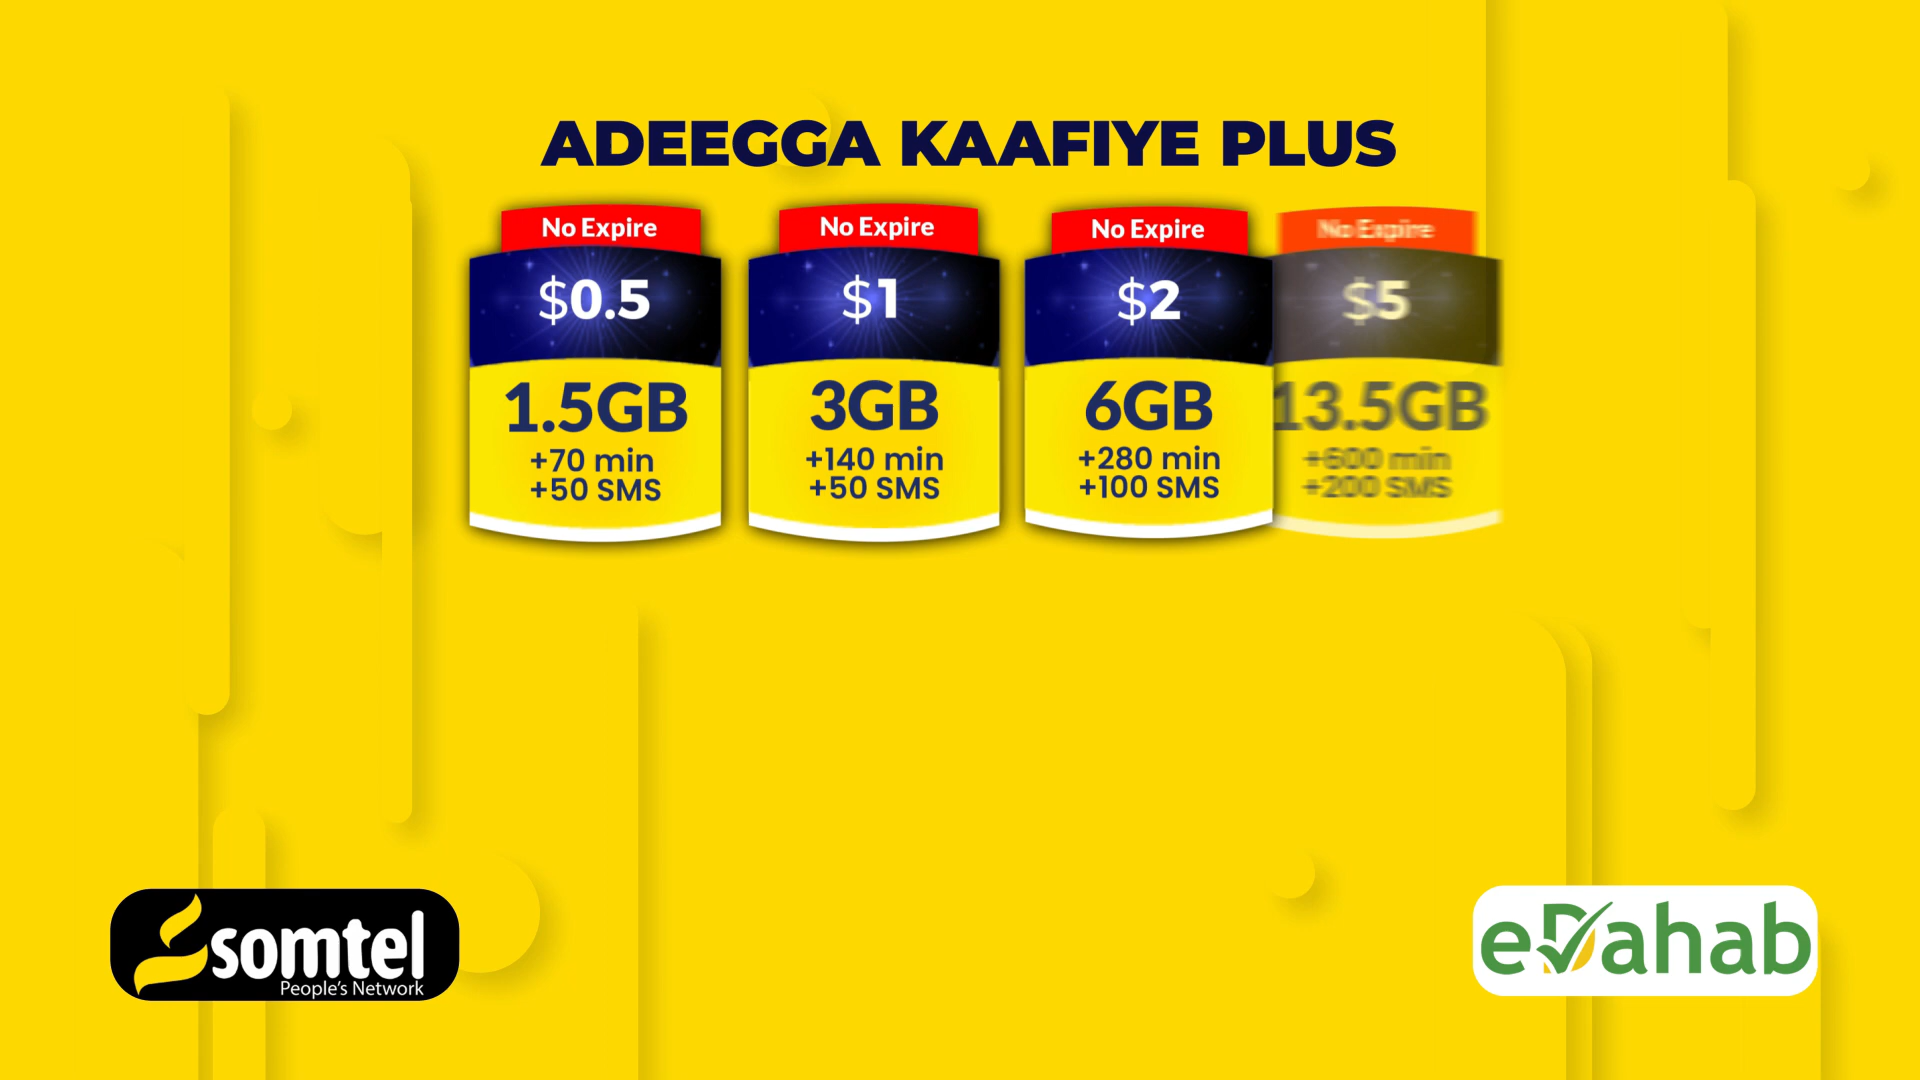 ADEEGGA KAAFIYE PLUS
No Expire
$0.5
1.5GB
+70 min
+50 SMS
No Expire
$1
3GB
+140 min
+50 SMS
No Expire
$2
6GB
+280 min
+100 SMS
No Expire
$5
13.5GB
+600 min
+200 SMS
somtel
People's Network
eDahab